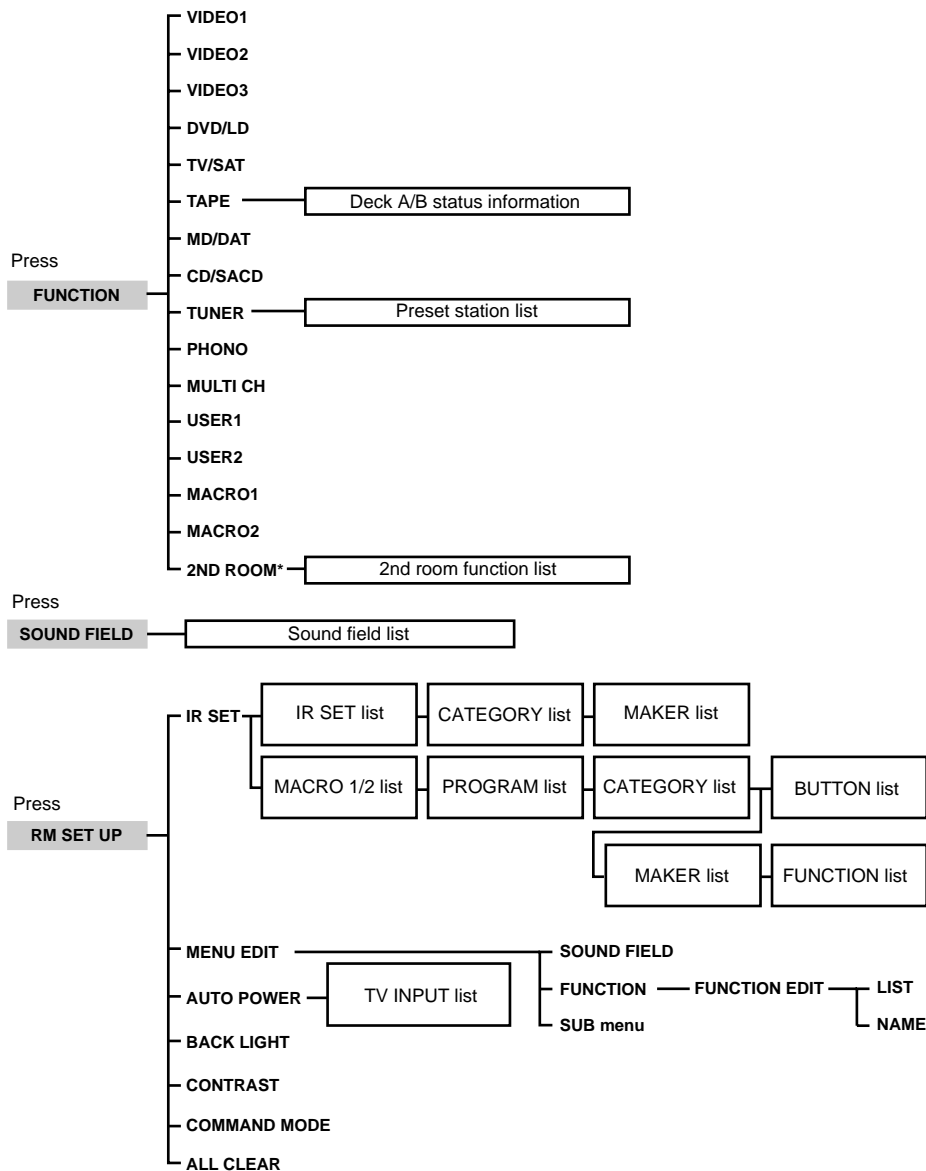 VIDEO1
VIDEO2
VIDEO3
DVD/LD
TV/SAT
TAPE
Deck A/B status information
MD/DAT
Press
FUNCTION
CD/SACD
TUNER
Preset station list
PHONO
MULTI CH
USER1
USER2
MACRO1
MACRO2
2ND ROOM*
2nd room function list
Press
SOUND FIELD
Sound field list
Press
RM SET UP
IR SET
IR SET list
CATEGORY list
MAKER list
MACRO 1/2 list
PROGRAM list
CATEGORY list
BUTTON list
MAKER list
FUNCTION list
MENU EDIT
SOUND FIELD
FUNCTION
FUNCTION EDIT
LIST
NAME
SUB menu
AUTO POWER
TV INPUT list
BACK LIGHT
CONTRAST
COMMAND MODE
ALL CLEAR